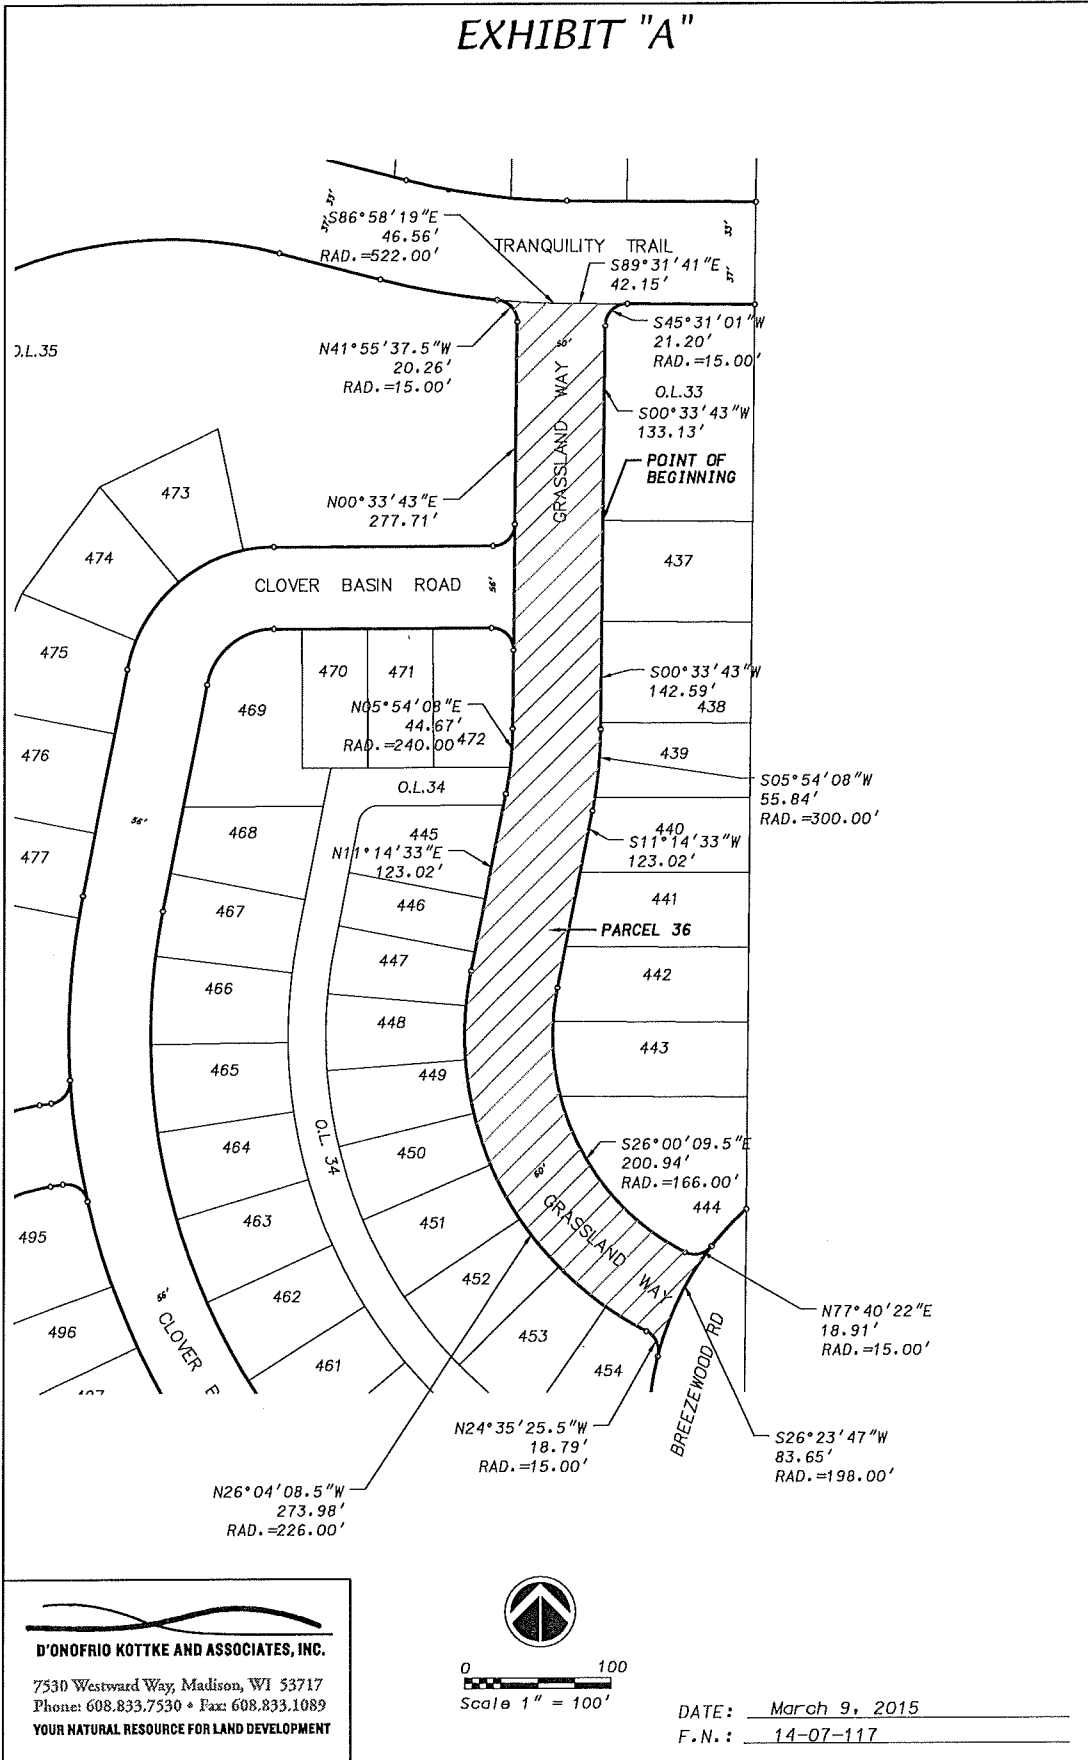 EXHIBIT "A"
33'
37'
S86°58'19"E
46.56'
RAD.=522.00'
TRANQUILITY TRAIL
33'
37'
S89°31'41"E
42.15'
N41°55'37.5"W
20.26'
RAD.=15.00'
S45°31'01"W
21.20'
RAD.=15.00'
O.L.35
60'
GRASSLAND WAY
O.L.33
S00°33'43"W
133.13'
POINT OF
BEGINNING
473
N00°33'43"E
277.71'
474
CLOVER BASIN ROAD
56'
437
475
470
471
469
S00°33'43"W
142.59'
438
N05°54'08"E
44.67'
RAD.=240.00'
472
476
439
O.L.34
S05°54'08"W
55.84'
RAD.=300.00'
56'
468
445
440
477
N11°14'33"E
123.02'
S11°14'33"W
123.02'
467
446
441
PARCEL 36
466
447
442
448
443
465
449
464
O.L. 34
450
S26°00'09.5"E
200.94'
RAD.=166.00'
60'
GRASSLAND WAY
444
495
463
451
462
452
56'
CLOVER B
496
461
453
454
497
N77°40'22"E
18.91'
RAD.=15.00'
BREEZEWOOD RD
N24°35'25.5"W
18.79'
RAD.=15.00'
S26°23'47"W
83.65'
RAD.=198.00'
N26°04'08.5"W
273.98'
RAD.=226.00'
D'ONOFRIO KOTTKE AND ASSOCIATES, INC.
7530 Westward Way, Madison, WI 53717
Phone: 608.833.7530 • Fax: 608.833.1089
YOUR NATURAL RESOURCE FOR LAND DEVELOPMENT
0 100
Scale 1" = 100'
DATE: March 9, 2015
F.N.: 14-07-117